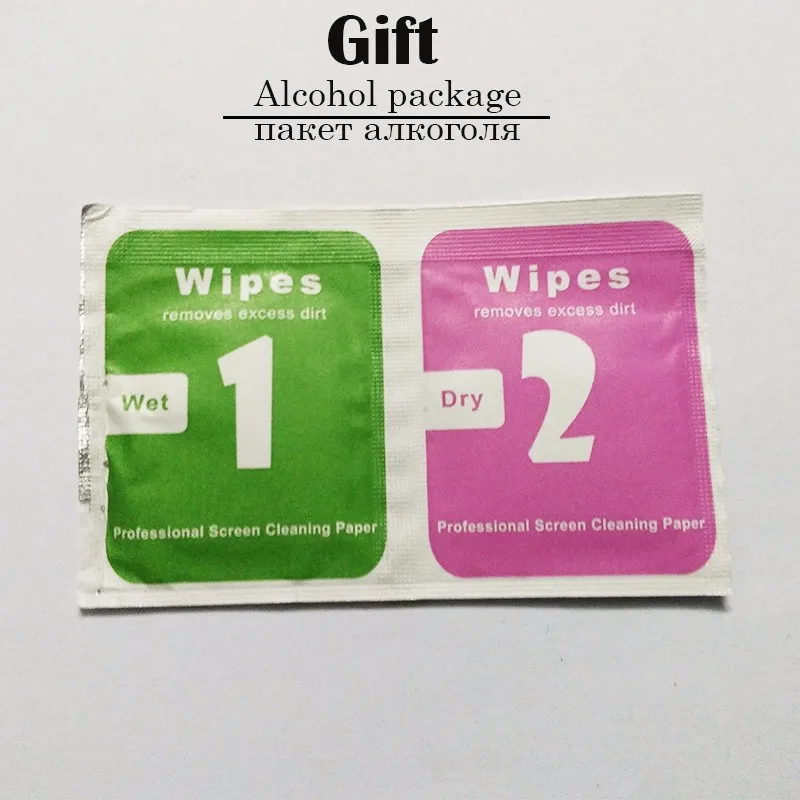 Gift
Alcohol package
пакет алкоголя
Wipes
removes excess dirt
Wet
1
Professional Screen Cleaning Paper
Wipes
removes excess dirt
Dry
2
Professional Screen Cleaning Paper